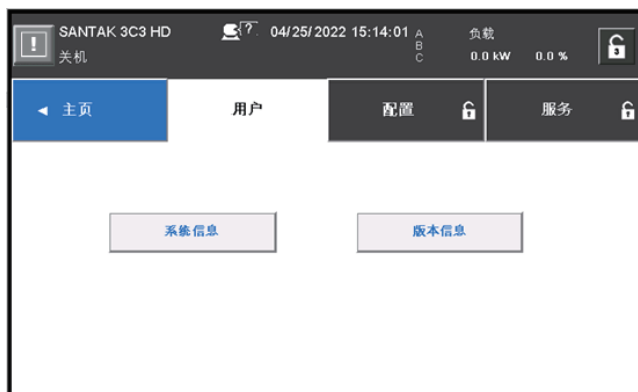 SANTAK 3C3 HD
关机
?
04/25/2022 15:14:01
A
B
C
负载
0.0 kW 0.0 %
3
主页
用户
配置
服务
系统信息
版本信息